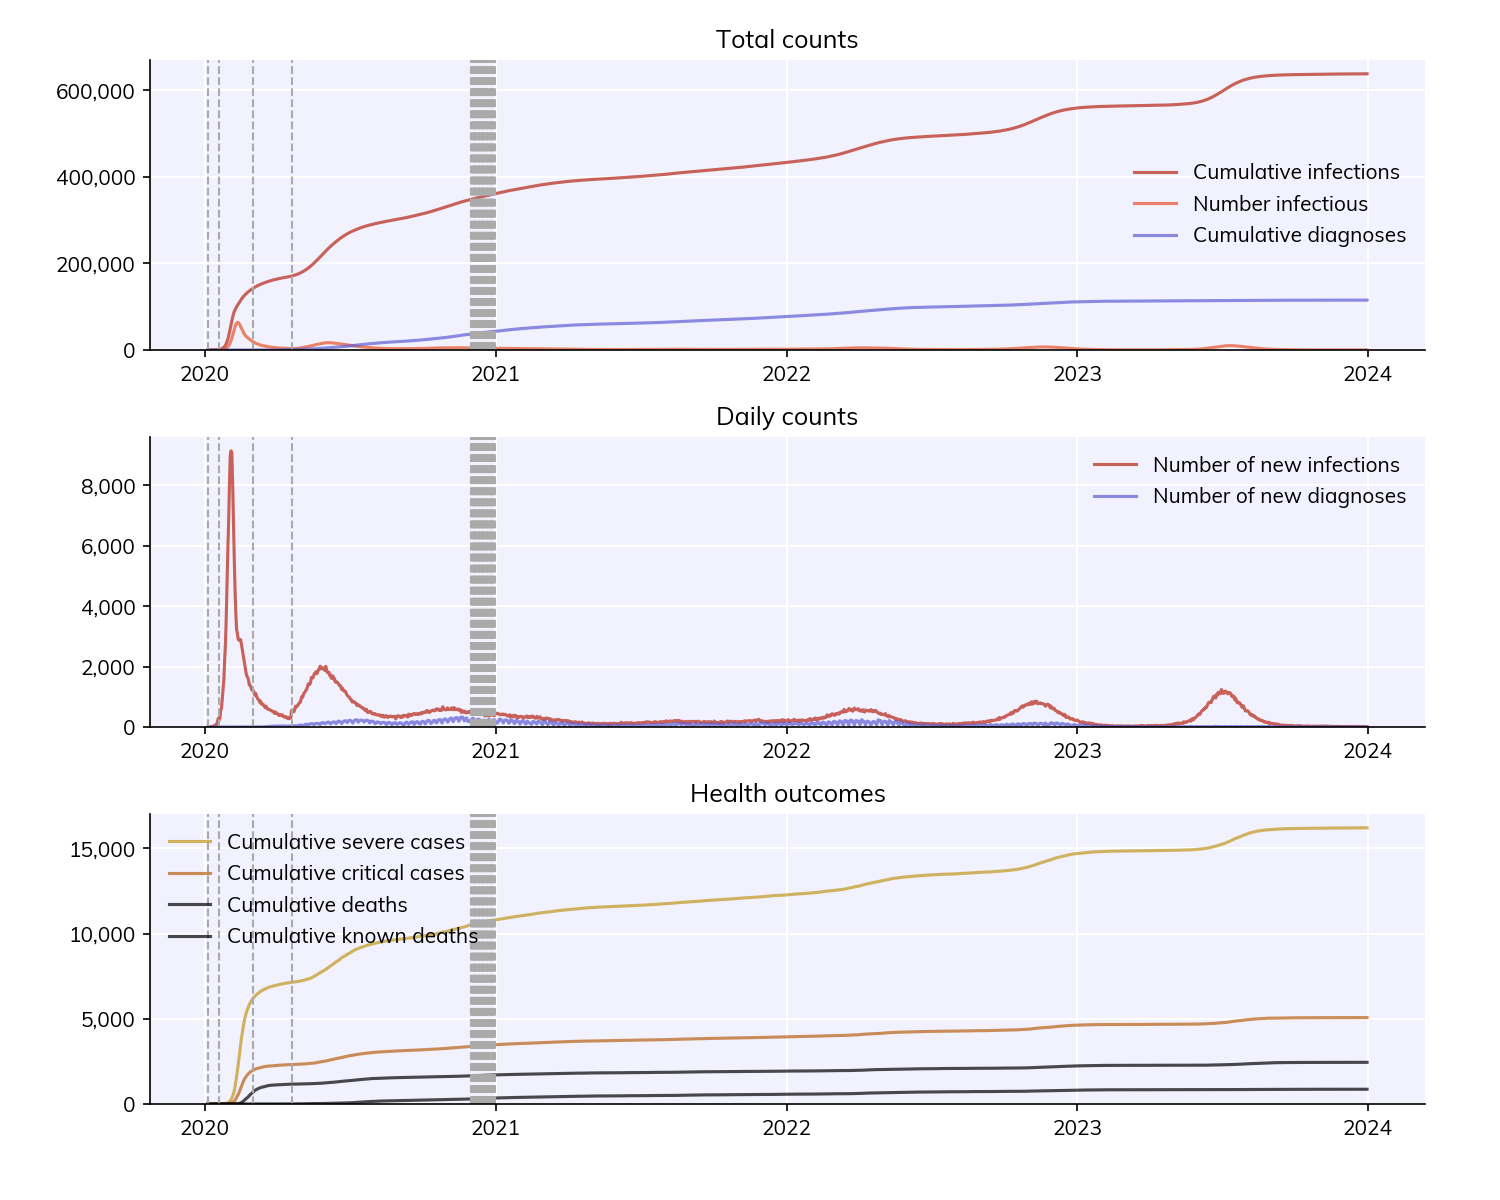 Total counts
600,000
400,000
200,000
0
Cumulative infections
Number infectious
Cumulative diagnoses
2020 2021 2022 2023 2024
Daily counts
8,000
6,000
4,000
2,000
0
Number of new infections
Number of new diagnoses
2020 2021 2022 2023 2024
Health outcomes
15,000
10,000
5,000
0
Cumulative severe cases
Cumulative critical cases
Cumulative deaths
Cumulative known deaths
2020 2021 2022 2023 2024